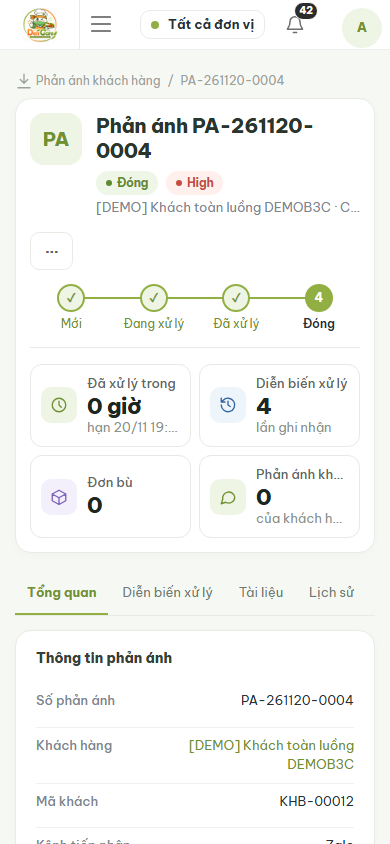 42
Tất cả đơn vị
A
Phản ánh khách hàng / PA-261120-0004
PA
Phản ánh PA-261120-
0004
Đóng
High
[DEMO] Khách toàn luồng DEMOB3C · C...
...
4
Mới
Đang xử lý
Đã xử lý
Đóng
Đã xử lý trong
0 giờ
hạn 20/11 19:...
Diễn biến xử lý
4
lần ghi nhận
Đơn bù
0
Phản ánh kh...
0
của khách h...
Tổng quan
Diễn biến xử lý
Tài liệu
Lịch sử
Thông tin phản ánh
Số phản ánh
PA-261120-0004
Khách hàng
[DEMO] Khách toàn luồng
DEMOB3C
Mã khách
KHB-00012
Kênh tiếp nhận
Zalo